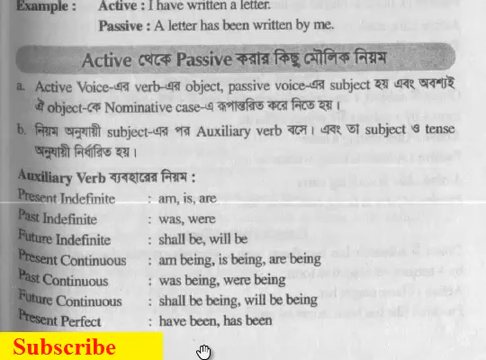 Example : Active : I have written a letter.
Passive : A letter has been written by me.
Active থেকে Passive করার কিছু মৌলিক নিয়ম
a. Active Voice-এর verb-এর object, passive voice-এর subject হয় এবং অবশ্যই
ঐ object-কে Nominative case-এ রূপান্তরিত করে নিতে হয়।
b. নিয়ম অনুযায়ী subject-এর পর Auxiliary verb বসে। এবং তা subject ও tense
অনুযায়ী নির্ধারিত হয়।
Auxiliary Verb ব্যবহারের নিয়ম :
Present Indefinite : am, is, are
Past Indefinite : was, were
Future Indefinite : shall be, will be
Present Continuous : am being, is being, are being
Past Continuous : was being, were being
Future Continuous : shall be being, will be being
Present Perfect : have been, has been
Subscribe